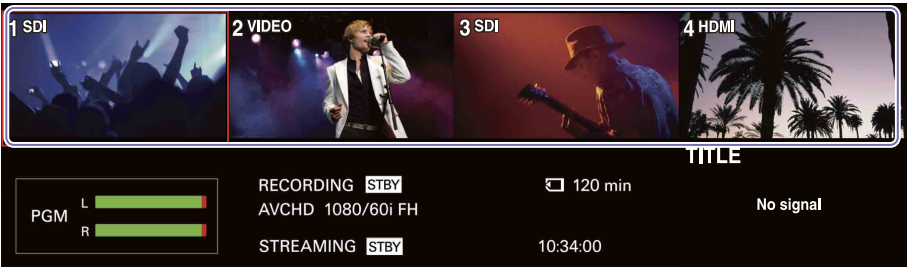 1 SDI
2 VIDEO
3 SDI
4 HDMI
TITLE
PGM
L
R
RECORDING STBY
120 min
AVCHD 1080/60i FH
STREAMING STBY
10:34:00
No signal